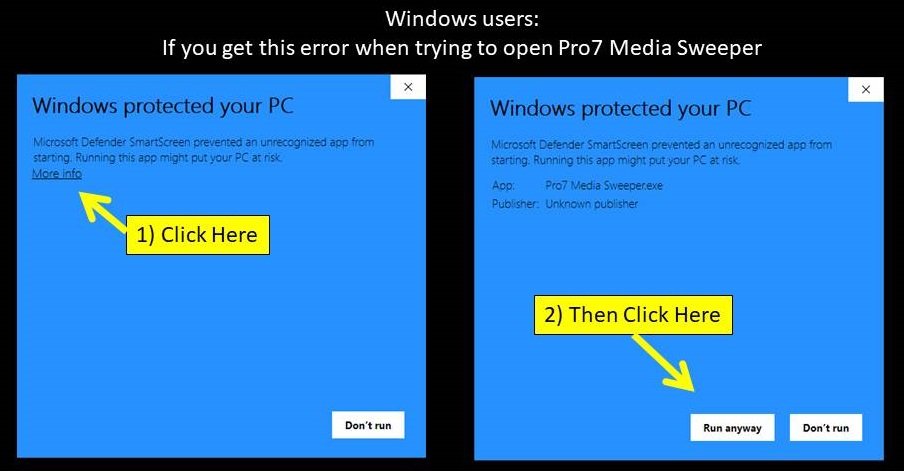 Windows users:
If you get this error when trying to open Pro7 Media Sweeper
Windows protected your PC
Microsoft Defender SmartScreen prevented an unrecognized app from
starting. Running this app might put your PC at risk.
More info
1) Click Here
Don't run
Windows protected your PC
Microsoft Defender SmartScreen prevented an unrecognized app from
starting. Running this app might put your PC at risk.
App: Pro7 Media Sweeper.exe
Publisher: Unknown publisher
2) Then Click Here
Run anyway Don't run